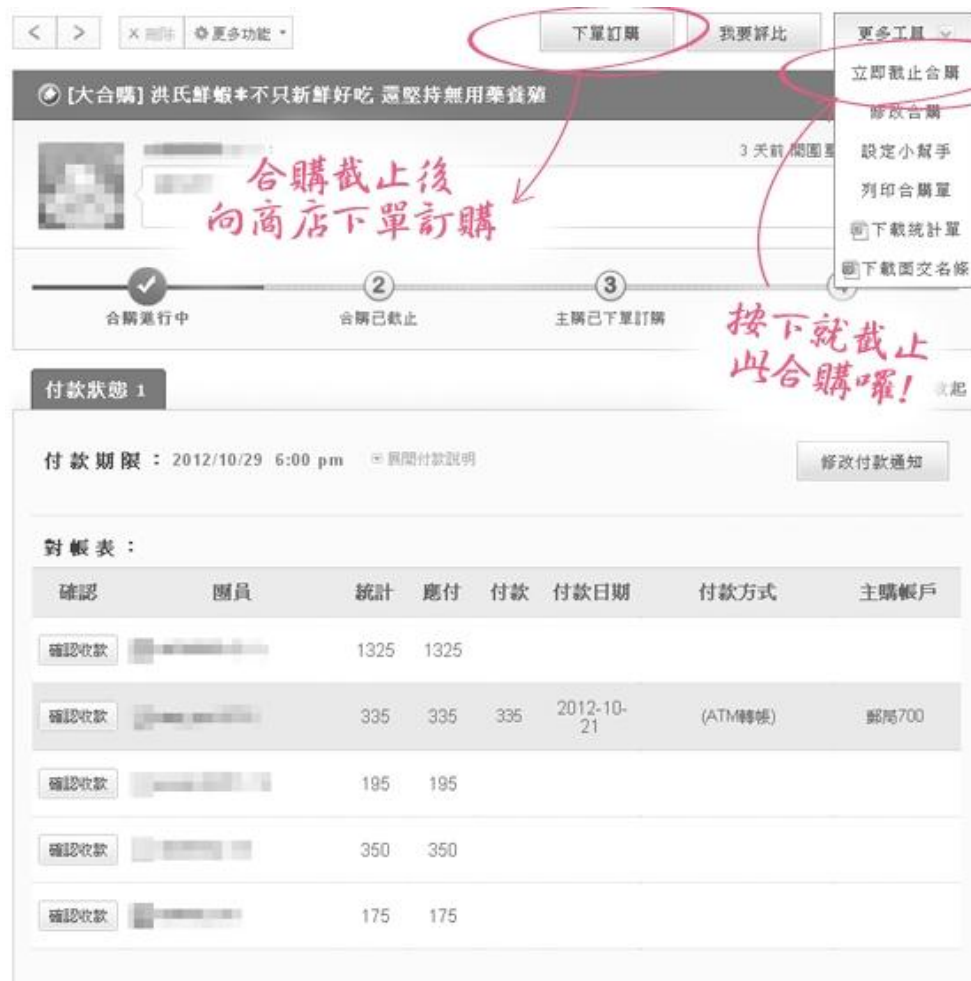 < >
×刪除
更多功能
下單訂購
我要評比
更多工具
立即截止合購
修改合購
設定小幫手
列印合購單
下載統計單
下載面交名條
[大合購] 洪氏鮮蝦*不只新鮮好吃 還堅持無用藥養殖
3 天前 開團
合購截止後
向商店下單訂購
合購進行中
2
合購已截止
3
主購已下單訂購
按下就截止
此合購囉!
付款狀態 1
收起
付款期限：2012/10/29 6:00 pm
展開付款說明
修改付款通知
對帳表：
確認 團員 統計 應付 付款 付款日期 付款方式 主購帳戶
確認收款 1325 1325
確認收款 335 335 335 2012-10-21 (ATM轉帳) 郵局700
確認收款 195 195
確認收款 350 350
確認收款 175 175